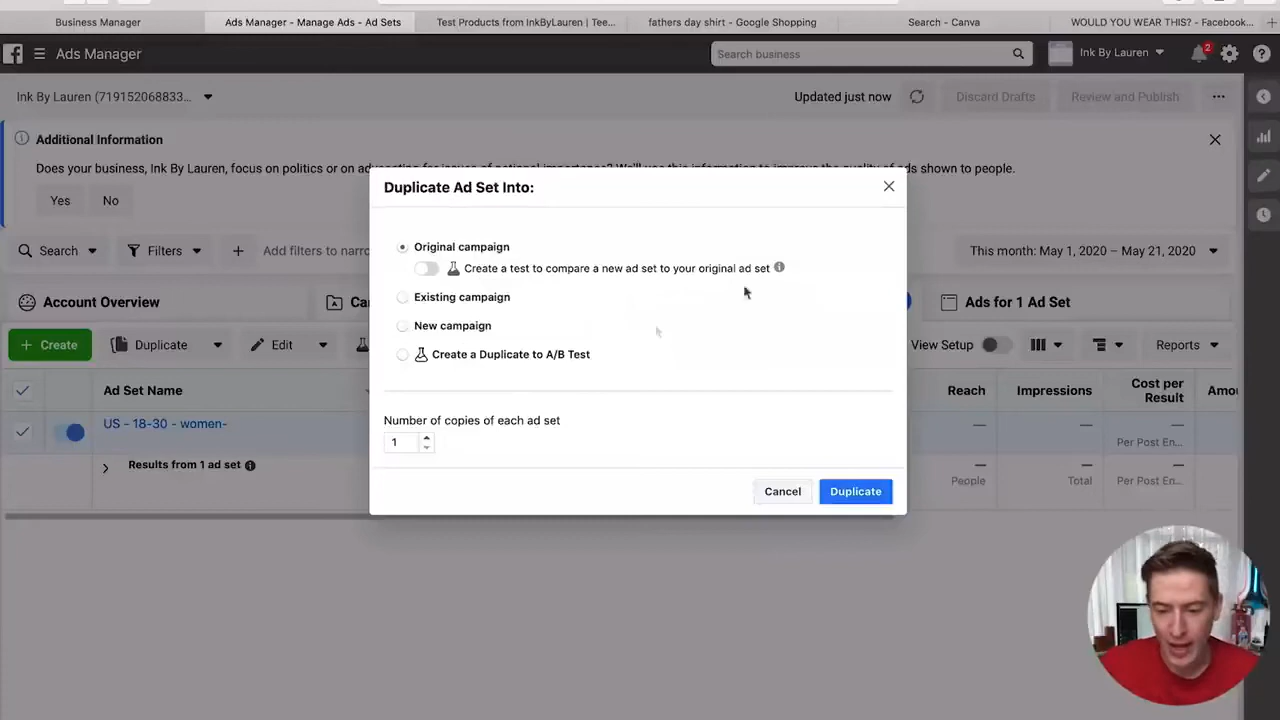 Business Manager
Ads Manager - Manage Ads - Ad Sets
Test Products from InkByLauren | Tee...
fathers day shirt - Google Shopping
Search - Canva
WOULD YOU WEAR THIS? - Facebook...
Ads Manager
Search business
Ink By Lauren
2
Ink By Lauren (719152068833...
Updated just now
Discard Drafts
Review and Publish
Additional Information
Does your business, Ink By Lauren, focus on politics or on advertising for issues of national importance? We'll use this information to improve the quality of ads shown to people.
Yes
No
Duplicate Ad Set Into:
Original campaign
Create a test to compare a new ad set to your original ad set
Existing campaign
New campaign
Create a Duplicate to A/B Test
Number of copies of each ad set
1
Cancel
Duplicate
Search
Filters
Add filters to narro
This month: May 1, 2020 – May 21, 2020
Account Overview
Ca
Ads for 1 Ad Set
+ Create
Duplicate
Edit
View Setup
Reports
Ad Set Name
Reach
Impressions
Cost per Result
Amou
US - 18-30 - women-
—
—
—
Per Post En...
Results from 1 ad set
—
People
—
Total
—
Per Post En...